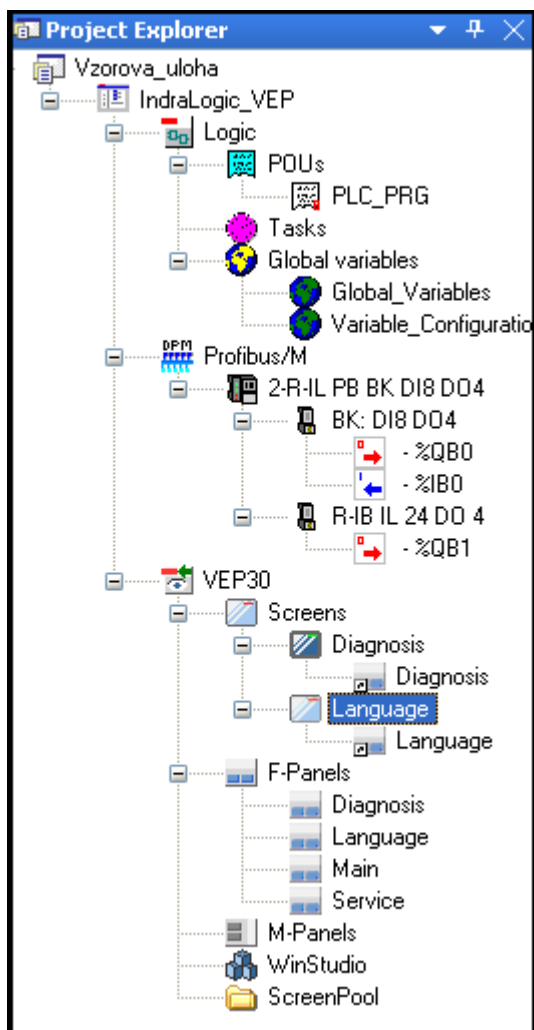 Project Explorer
Vzorova_uloha
IndraLogic_VEP
Logic
POUs
PLC_PRG
Tasks
Global variables
Global_Variables
Variable_Configuratio
DPM
Profibus/M
2-R-IL PB BK DI8 DO4
BK: DI8 DO4
- %QB0
- %IB0
R-IB IL 24 DO 4
- %QB1
VEP30
Screens
Diagnosis
Diagnosis
Language
Language
F-Panels
Diagnosis
Language
Main
Service
M-Panels
WinStudio
ScreenPool